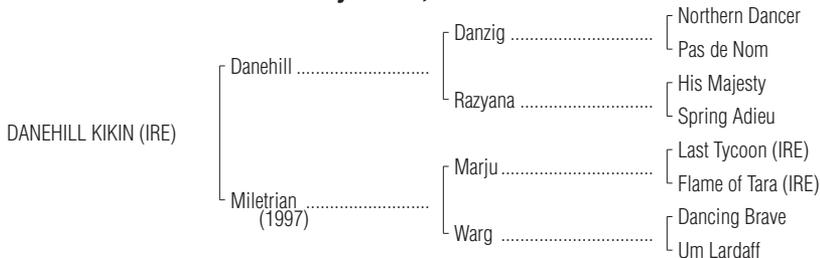 Northern Dancer
Danzig ..............................
Pas de Nom
Danehill ............................
His Majesty
Razyana ............................
Spring Adieu
DANEHILL KIKIN (IRE)
Last Tycoon (IRE)
Marju................................
Flame of Tara (IRE)
Miletrian ..........................
(1997)
Dancing Brave
Warg ................................
Um Lardaff